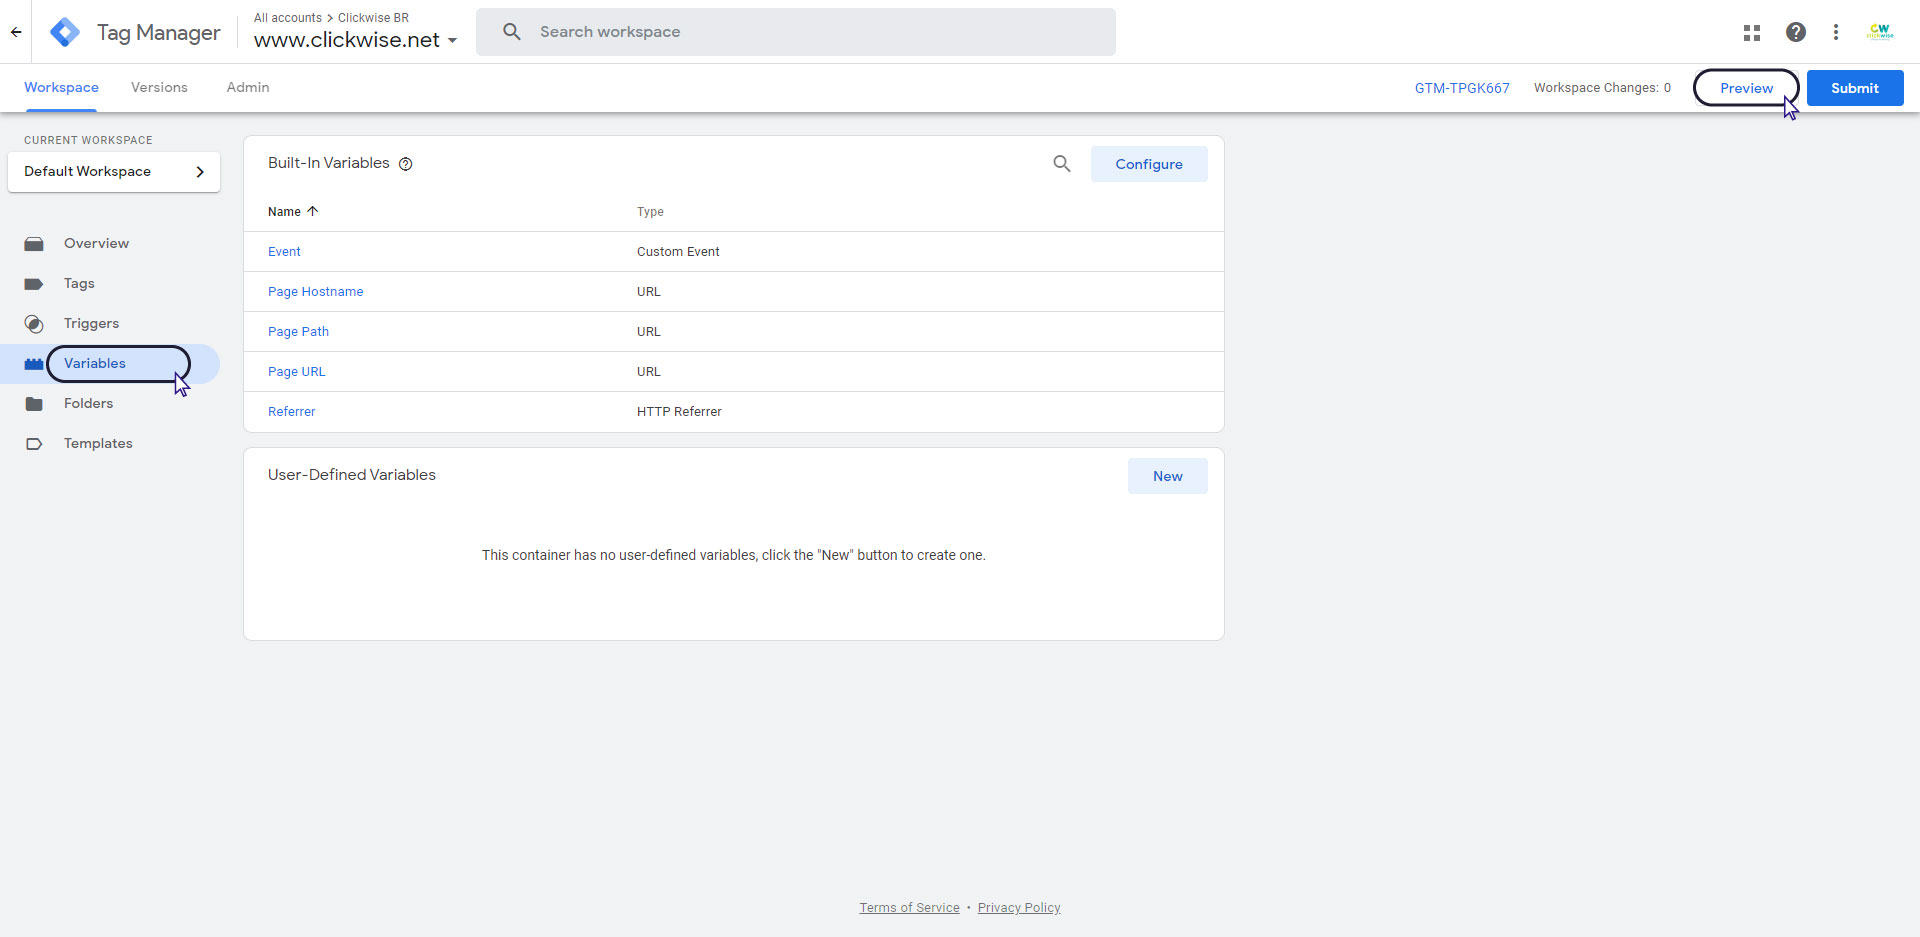 All accounts > Clickwise BR
Tag Manager
www.clickwise.net
Search workspace
CW
clickwise
Workspace
Versions
Admin
GTM-TPGK667
Workspace Changes: 0
Preview
Submit
CURRENT WORKSPACE
Default Workspace
Overview
Tags
Triggers
Variables
Folders
Templates
Built-In Variables
Configure
Name Type
Event Custom Event
Page Hostname URL
Page Path URL
Page URL URL
Referrer HTTP Referrer
User-Defined Variables
New
This container has no user-defined variables, click the "New" button to create one.
Terms of Service • Privacy Policy